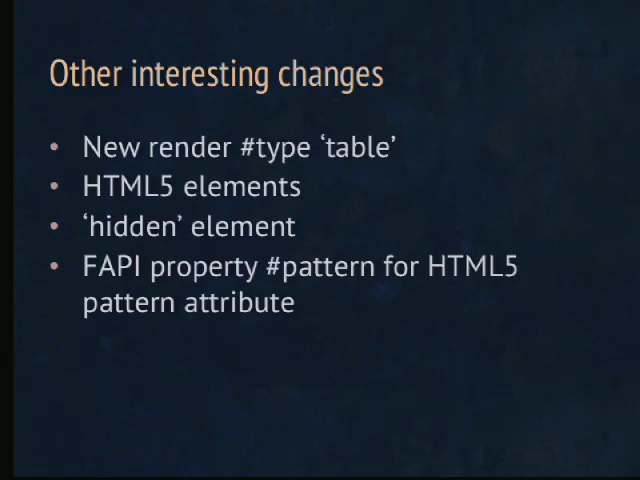 Other interesting changes
• New render #type ‘table’
• HTML5 elements
• ‘hidden’ element
• FAPI property #pattern for HTML5
pattern attribute